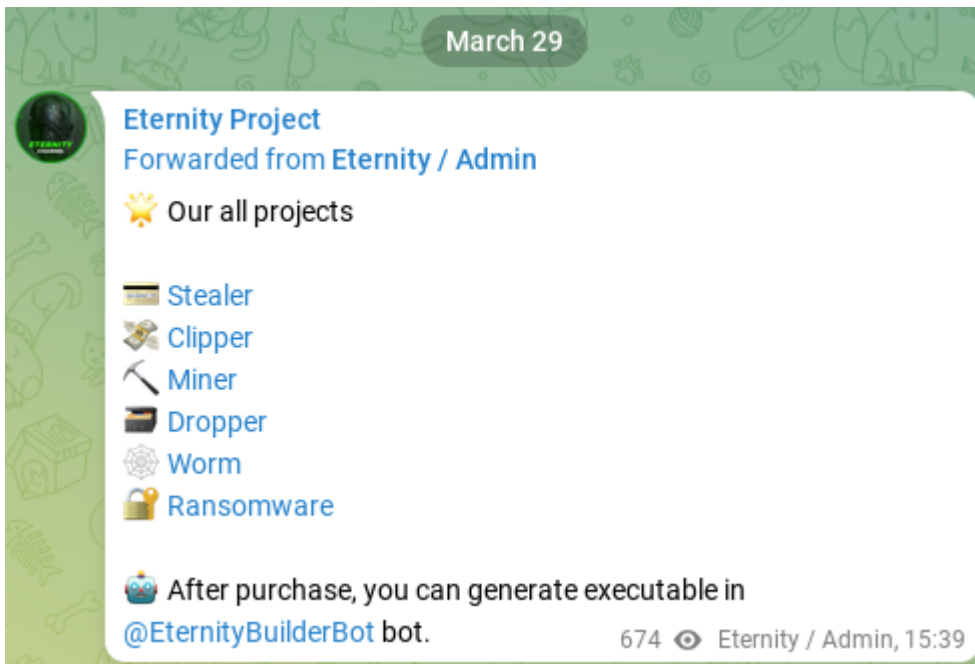 March 29
Eternity Project
Forwarded from Eternity / Admin
Our all projects
Stealer
Clipper
Miner
Dropper
Worm
Ransomware
After purchase, you can generate executable in
@EternityBuilderBot bot.
674 Eternity / Admin, 15:39